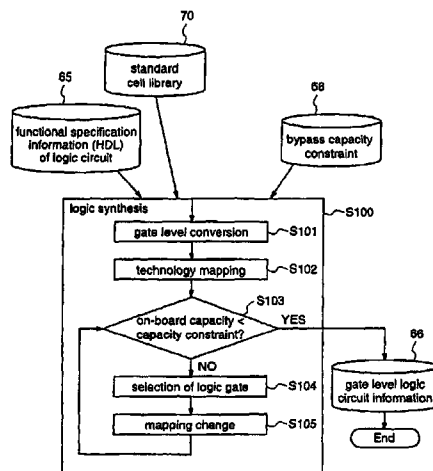 70
standard
cell library
65
functional specification
information (HDL)
of logic circuit
68
bypass capacity
constraint
logic synthesis
S100
gate level conversion
S101
technology mapping
S102
S103
on-board capacity <
capacity constraint?
YES
NO
66
selection of logic gate
S104
gate level logic
circuit information
mapping change
S105
End